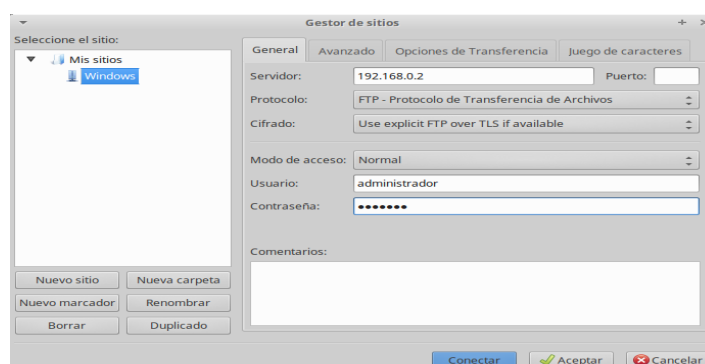 Gestor de sitios
Seleccione el sitio:
Mis sitios
Windows
General Avanzado Opciones de Transferencia Juego de caracteres
Servidor: 192.168.0.2 Puerto:
Protocolo: FTP - Protocolo de Transferencia de Archivos
Cifrado: Use explicit FTP over TLS if available
Modo de acceso: Normal
Usuario: administrador
Contraseña: •••••••
Comentarios:
Nuevo sitio Nueva carpeta
Nuevo marcador Renombrar
Borrar Duplicado
Conectar Aceptar Cancelar